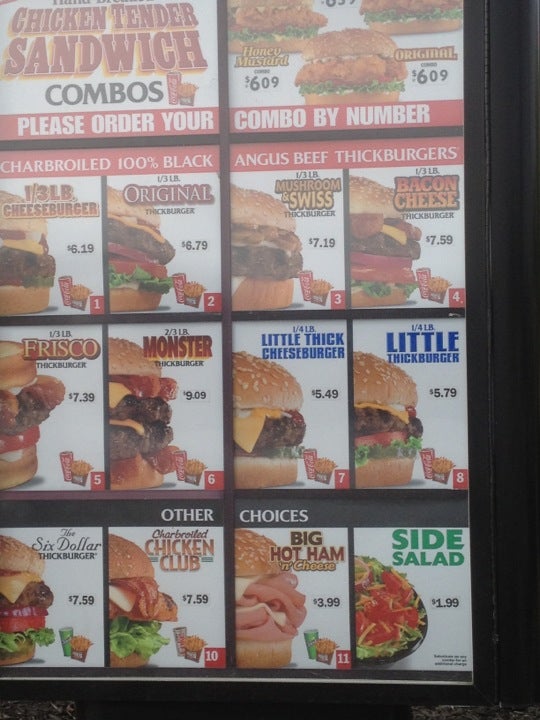 CHICKEN TENDER
SANDWICH
COMBOS
Honey
Mustard
COMBO
$6.09
ORIGINAL
COMBO
$6.09
PLEASE ORDER YOUR COMBO BY NUMBER
CHARBROILED 100% BLACK ANGUS BEEF THICKBURGERS
1/3 LB.
CHEESEBURGER
$6.19
1
1/3 LB.
ORIGINAL
THICKBURGER
$6.79
2
1/3 LB.
MUSHROOM
& SWISS
THICKBURGER
$7.19
3
1/3 LB.
BACON
CHEESE
THICKBURGER
$7.59
4
1/3 LB.
FRISCO
THICKBURGER
$7.39
5
2/3 LB.
MONSTER
THICKBURGER
$9.09
6
1/4 LB.
LITTLE THICK
CHEESEBURGER
$5.49
7
1/4 LB.
LITTLE
THICKBURGER
$5.79
8
OTHER CHOICES
The
Six Dollar
THICKBURGER
$7.59
Charbroiled
CHICKEN
CLUB
$7.59
10
BIG
HOT HAM
'n' Cheese
$3.99
11
SIDE
SALAD
$1.99